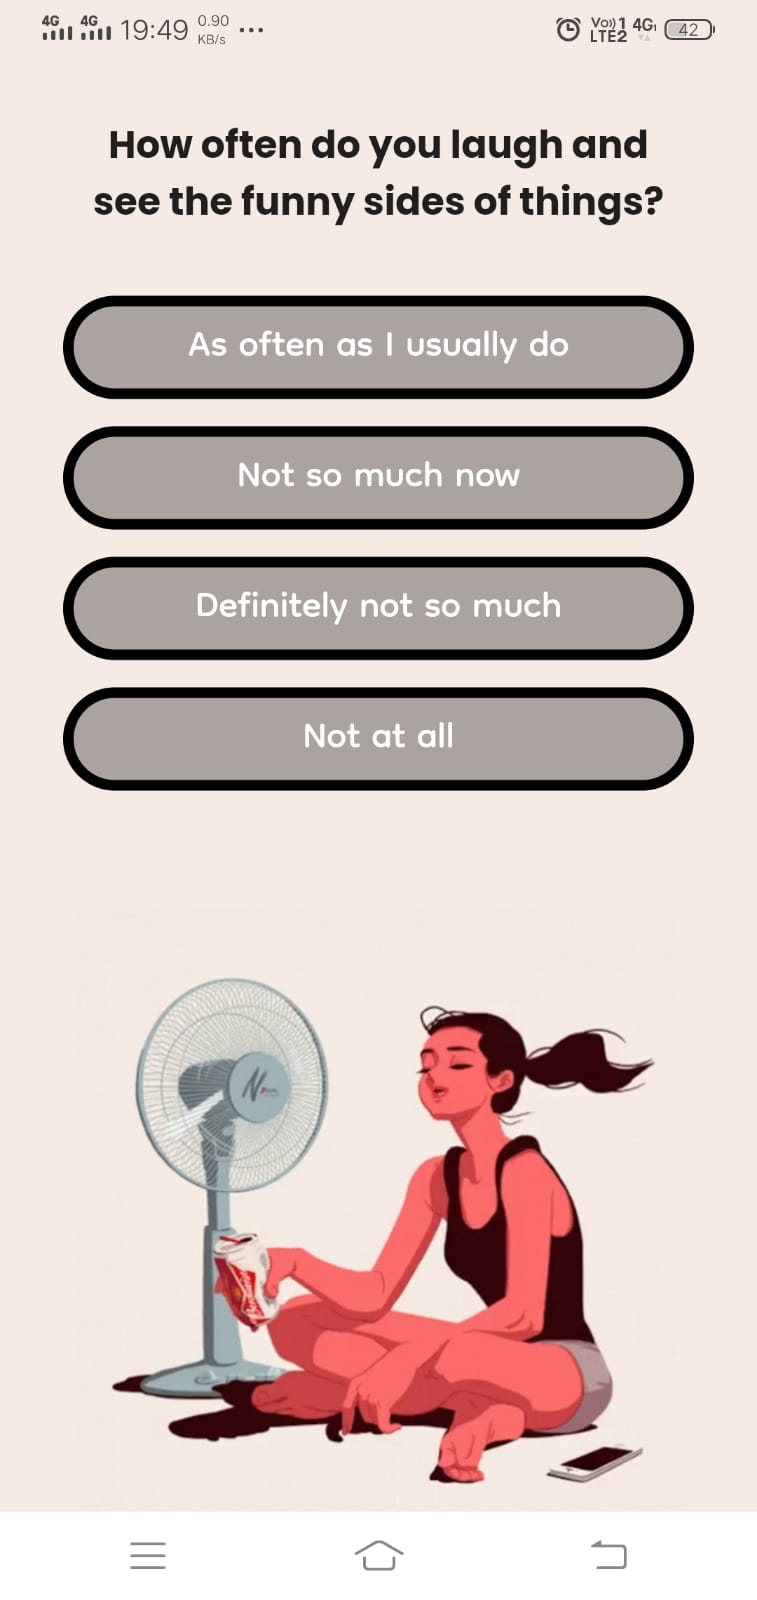 4G 4G 19:49 0.90 KB/s ... Vo)) 1 LTE2 4G 42
How often do you laugh and
see the funny sides of things?
As often as I usually do
Not so much now
Definitely not so much
Not at all
Budweiser